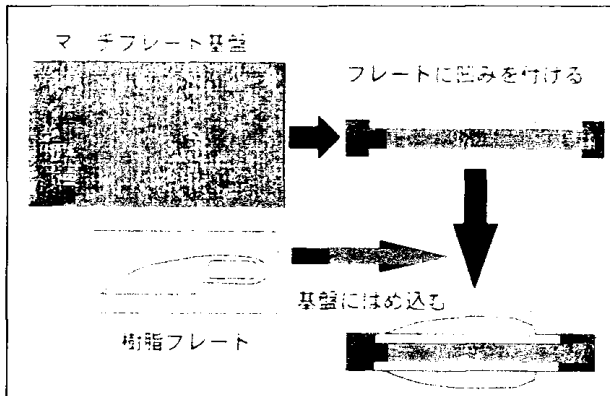 マーチプレート基盤
プレートに凹みを付ける
基盤にはめ込む
樹脂プレート